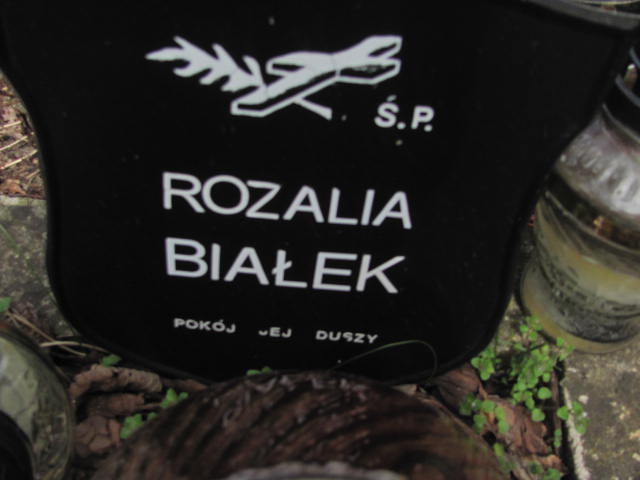 Ś.P.
ROZALIA
BIAŁEK
POKÓJ JEJ DUSZY